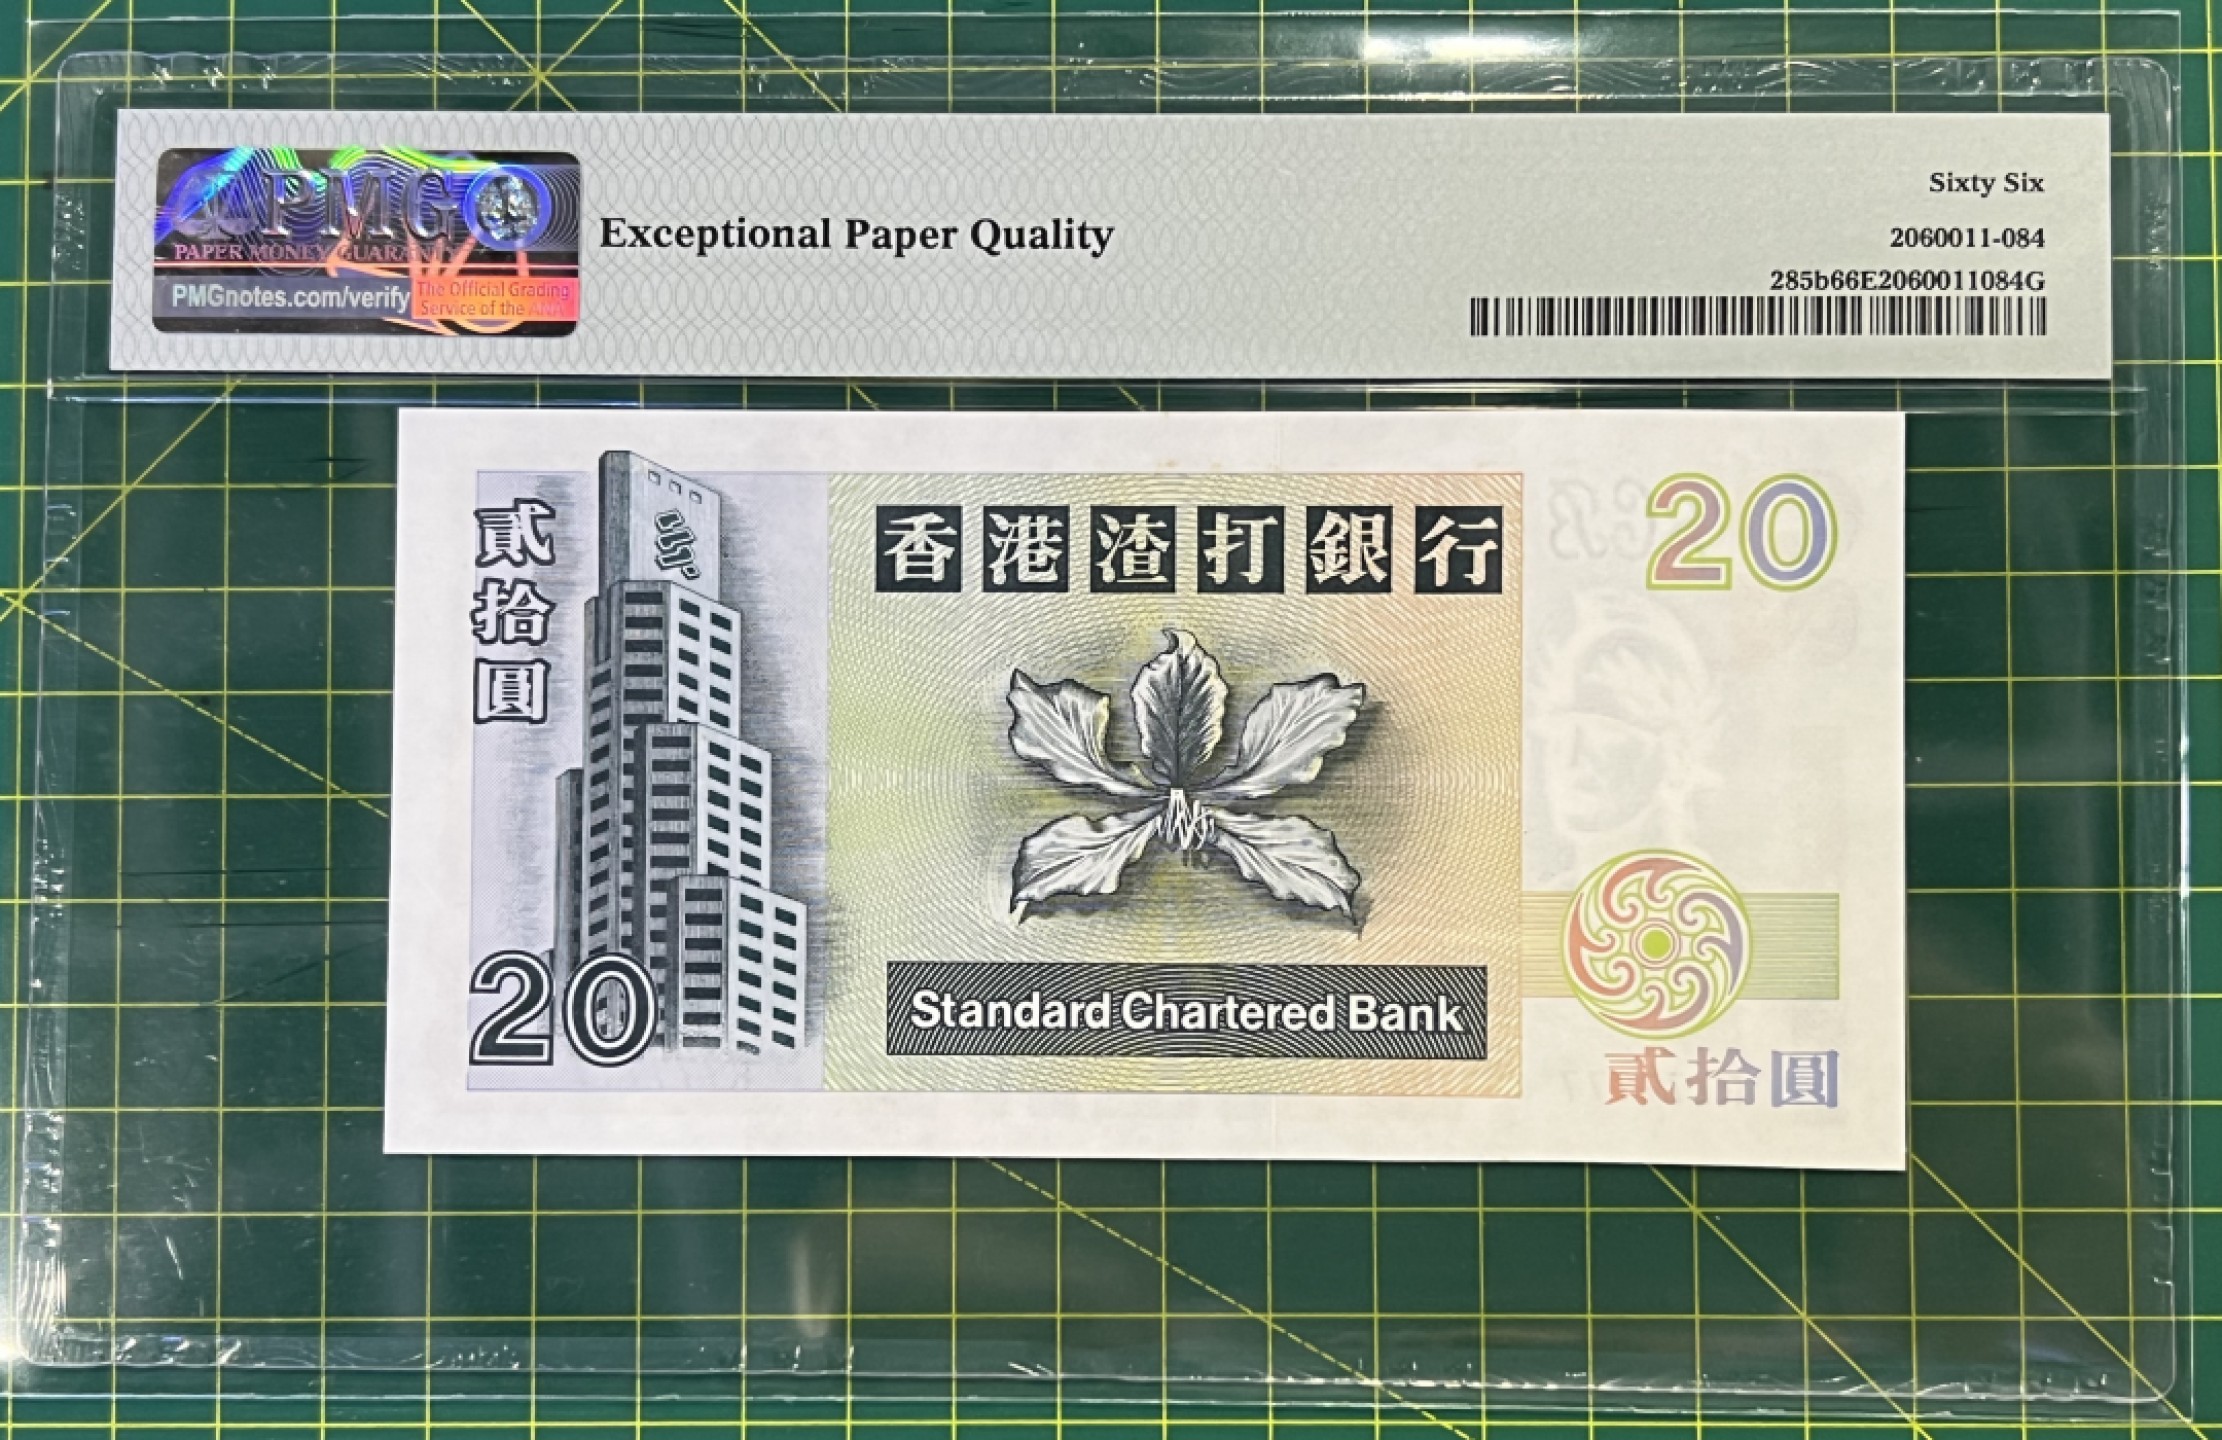 PMG
PAPER MONEY GUARANTY
PMGnotes.com/verify
The Official Grading
Service of the ANA
Exceptional Paper Quality
Sixty Six
2060011-084
285b66E2060011084G
貳拾圓
香港渣打銀行
20
20
Standard Chartered Bank
貳拾圓